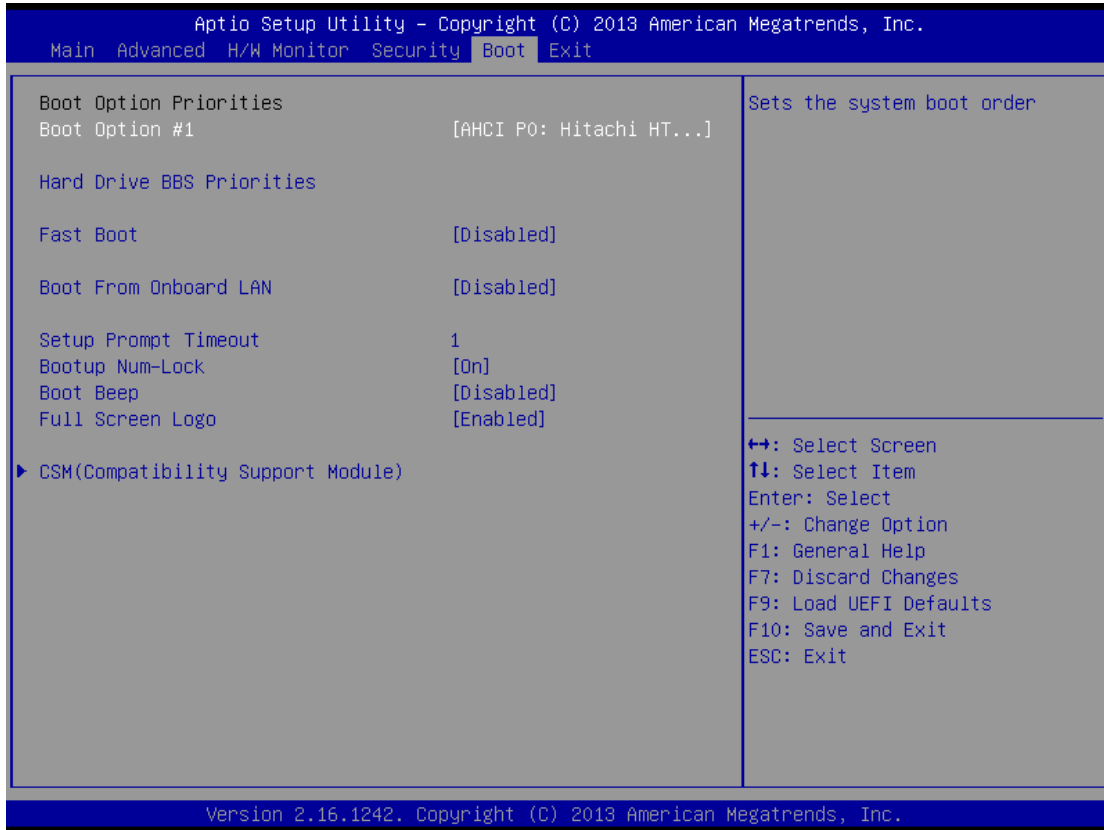 Aptio Setup Utility – Copyright (C) 2013 American Megatrends, Inc.
Main Advanced H/W Monitor Security Boot Exit
Boot Option Priorities
Boot Option #1 [AHCI P0: Hitachi HT...]
Hard Drive BBS Priorities
Fast Boot [Disabled]
Boot From Onboard LAN [Disabled]
Setup Prompt Timeout 1
Bootup Num-Lock [On]
Boot Beep [Disabled]
Full Screen Logo [Enabled]
▶ CSM(Compatibility Support Module)
Sets the system boot order
↔: Select Screen
↑↓: Select Item
Enter: Select
+/-: Change Option
F1: General Help
F7: Discard Changes
F9: Load UEFI Defaults
F10: Save and Exit
ESC: Exit
Version 2.16.1242. Copyright (C) 2013 American Megatrends, Inc.